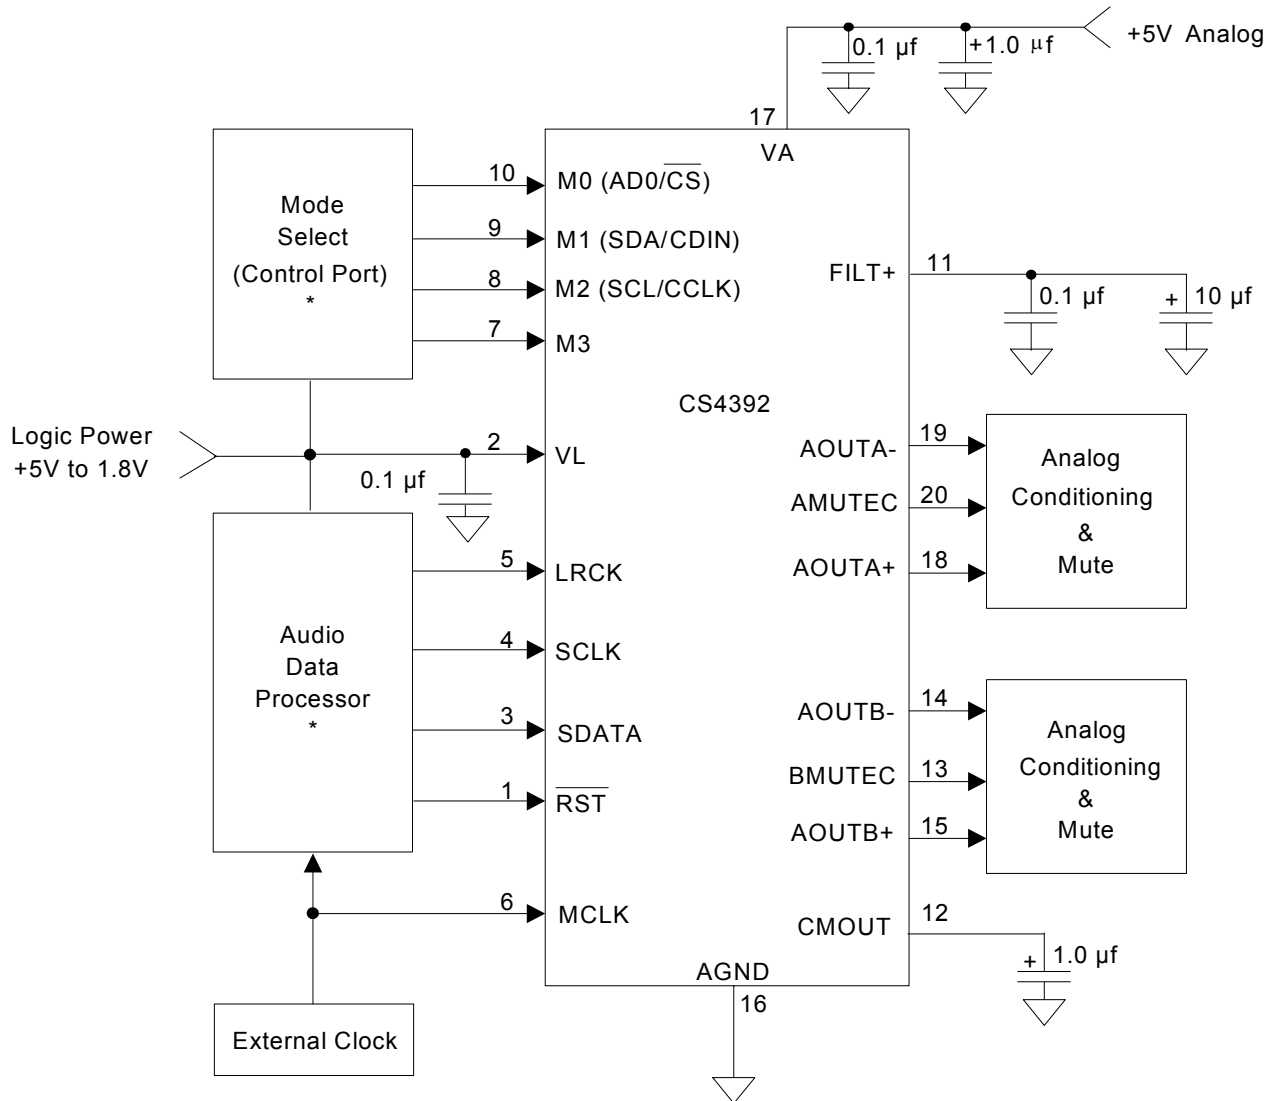 +5V Analog
0.1 µf
+1.0 µf
17
VA
Mode
Select
(Control Port)
*
10
M0 (AD0/CS)
9
M1 (SDA/CDIN)
8
M2 (SCL/CCLK)
7
M3
FILT+
11
0.1 µf
+ 10 µf
CS4392
Logic Power
+5V to 1.8V
2
VL
0.1 µf
AOUTA-
19
AMUTEC
20
AOUTA+
18
Analog
Conditioning
&
Mute
Audio
Data
Processor
*
5
LRCK
4
SCLK
3
SDATA
1
RST
AOUTB-
14
BMUTEC
13
AOUTB+
15
Analog
Conditioning
&
Mute
6
MCLK
CMOUT
12
+ 1.0 µf
AGND
16
External Clock